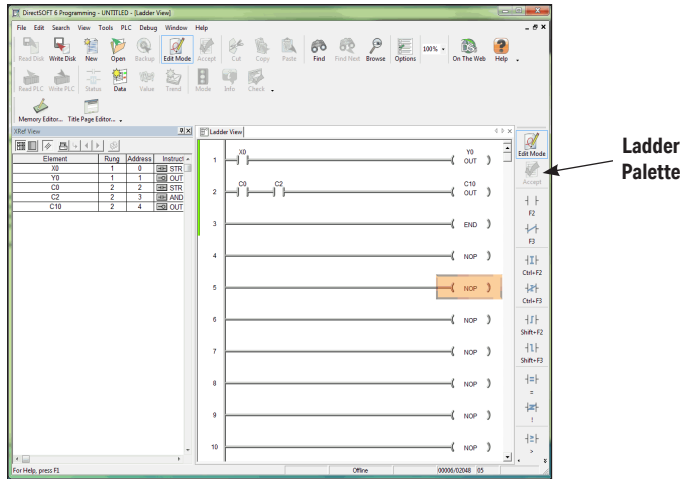 DirectSOFT 6 Programming - UNTITLED - [Ladder View]
File Edit Search View Tools PLC Debug Window Help
Read Disk Write Disk New Open Backup Edit Mode Accept Cut Copy Paste Find Find Next Browse Options 100% On The Web Help
Read PLC Write PLC Status Data Value Trend Mode Info Check
Memory Editor... Title Page Editor...
XRef View
Element Rung Address Instruct
X0 1 0 STR
Y0 1 1 OUT
C0 2 2 STR
C2 2 3 AND
C10 2 4 OUT
Ladder View
1 X0 Y0
OUT
2 C0 C2 C10
OUT
3 END
4 NOP
5 NOP
6 NOP
7 NOP
8 NOP
9 NOP
10 NOP
Edit Mode
Accept
F2
F3
Ctrl+F2
Ctrl+F3
Shift+F2
Shift+F3
=
!
>
Ladder
Palette
For Help, press F1
Offline 00006/02048 05